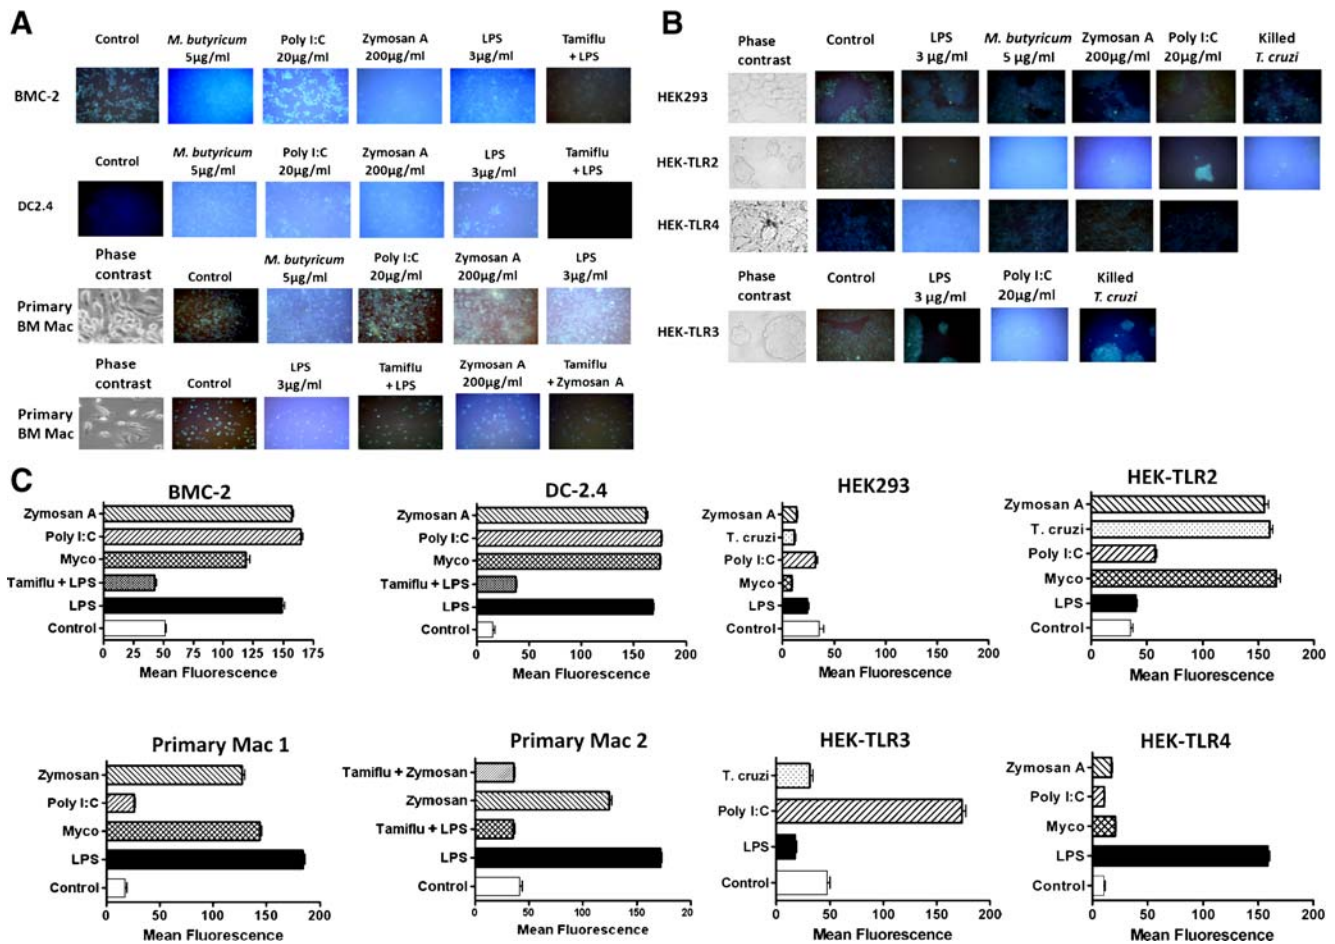 A
Control M. butyricum 5µg/ml Poly I:C 20µg/ml Zymosan A 200µg/ml LPS 3µg/ml Tamiflu + LPS
BMC-2
Control M. butyricum 5µg/ml Poly I:C 20µg/ml Zymosan A 200µg/ml LPS 3µg/ml Tamiflu + LPS
DC2.4
Phase contrast Control M. butyricum 5µg/ml Poly I:C 20µg/ml Zymosan A 200µg/ml LPS 3µg/ml
Primary BM Mac
Phase contrast Control LPS 3µg/ml Tamiflu + LPS Zymosan A 200µg/ml Tamiflu + Zymosan A
Primary BM Mac
B
Phase contrast Control LPS 3 µg/ml M. butyricum 5 µg/ml Zymosan A 200µg/ml Poly I:C 20µg/ml Killed T. cruzi
HEK293
HEK-TLR2
HEK-TLR4
Phase contrast Control LPS 3 µg/ml Poly I:C 20µg/ml Killed T. cruzi
HEK-TLR3
C
BMC-2
Zymosan A
Poly I:C
Myco
Tamiflu + LPS
LPS
Control
0 25 50 75 100 125 150 175
Mean Fluorescence
DC-2.4
Zymosan A
Poly I:C
Myco
Tamiflu + LPS
LPS
Control
0 50 100 150 200
Mean Fluorescence
HEK293
Zymosan A
T. cruzi
Poly I:C
Myco
LPS
Control
0 50 100 150 200
Mean Fluorescence
HEK-TLR2
Zymosan A
T. cruzi
Poly I:C
Myco
LPS
Control
0 50 100 150 200
Mean Fluorescence
Primary Mac 1
Zymosan
Poly I:C
Myco
LPS
Control
0 50 100 150 200
Mean Fluorescence
Primary Mac 2
Tamiflu + Zymosan
Zymosan
Tamiflu + LPS
LPS
Control
0 50 100 150 20
Mean Fluorescence
HEK-TLR3
T. cruzi
Poly I:C
LPS
Control
0 50 100 150 200
Mean Fluorescence
HEK-TLR4
Zymosan A
Poly I:C
Myco
LPS
Control
0 50 100 150 200
Mean Fluorescence